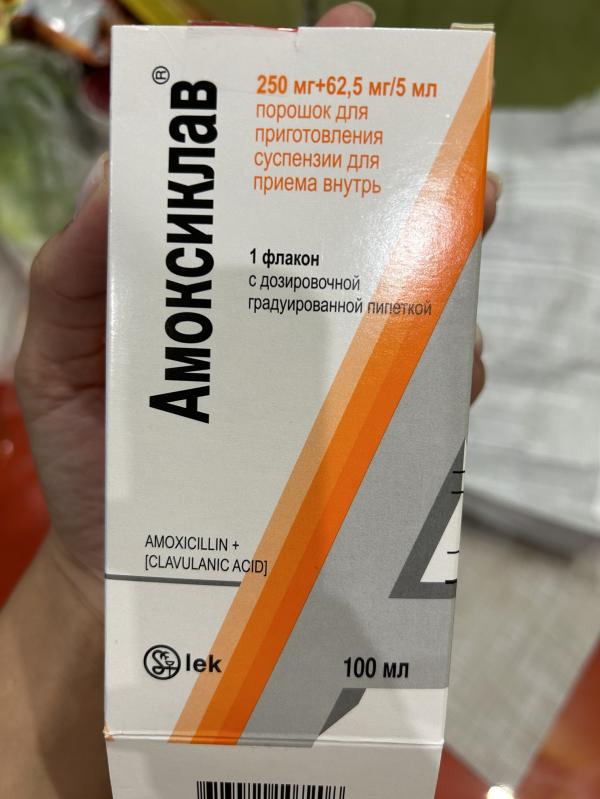 Амоксиклав®
250 мг+62,5 мг/5 мл
порошок для
приготовления
суспензии для
приема внутрь
1 флакон
с дозировочной
градуированной пипеткой
AMOXICILLIN +
[CLAVULANIC ACID]
lek
100 мл